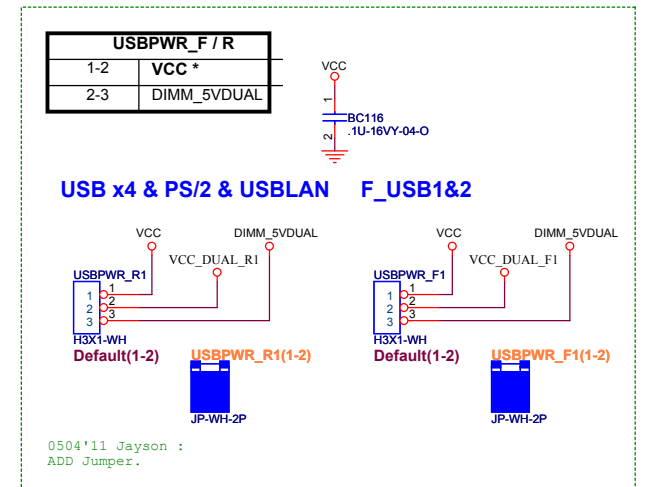 USBPWR_F / R
1-2 VCC *
2-3 DIMM_5VDUAL
VCC
1
BC116
.1U-16VY-04-O
2
USB x4 & PS/2 & USBLAN F_USB1&2
VCC DIMM_5VDUAL
VCC_DUAL_R1
USBPWR_R1
1 1
2 2
3 3
H3X1-WH
Default(1-2) USBPWR_R1(1-2)
JP-WH-2P
VCC DIMM_5VDUAL
VCC_DUAL_F1
USBPWR_F1
1 1
2 2
3 3
H3X1-WH
Default(1-2) USBPWR_F1(1-2)
JP-WH-2P
0504'11 Jayson :
ADD Jumper.